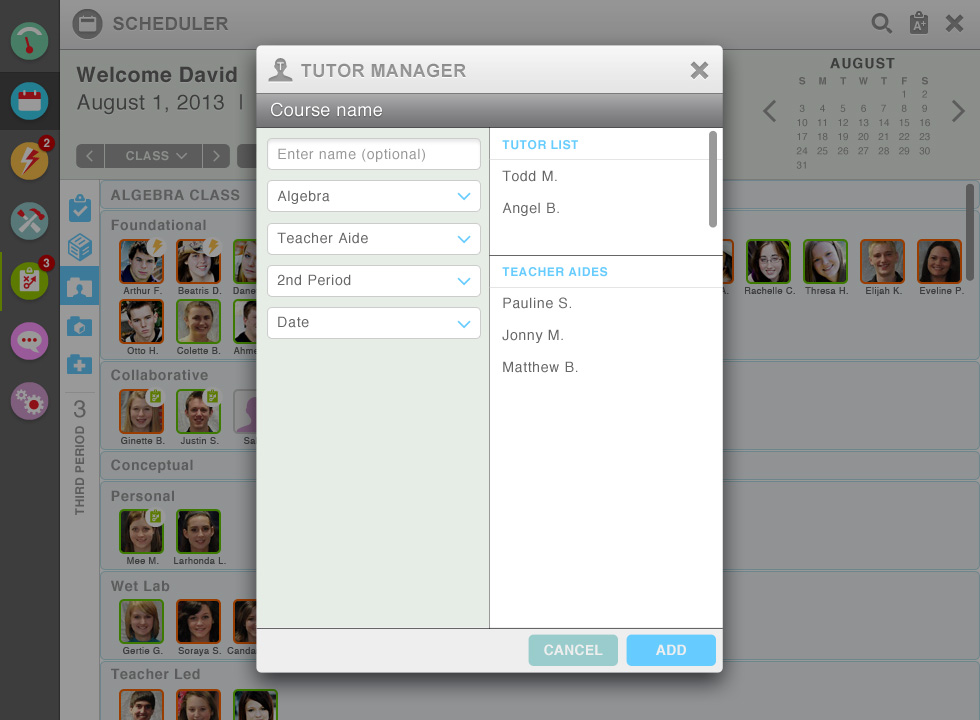 SCHEDULER
A+
Welcome David
August 1, 2013 |
CLASS
AUGUST
S M T W T F S
1 2
3 4 5 6 7 8 9
10 11 12 13 14 15 16
17 18 19 20 21 22 23
24 25 26 27 28 29 30
31
2
3
TUTOR MANAGER
Course name
Enter name (optional)
Algebra
Teacher Aide
2nd Period
Date
TUTOR LIST
Todd M.
Angel B.
TEACHER AIDES
Pauline S.
Jonny M.
Matthew B.
CANCEL ADD
3
THIRD PERIOD
ALGEBRA CLASS
Foundational
Arthur F. Beatris D. Rachelle C. Thresa H. Elijah K. Eveline P.
Otto H. Colette B.
Collaborative
Ginette B. Justin S.
Conceptual
Personal
Mee M. Larhonda L.
Wet Lab
Gertie G. Soraya S.
Teacher Led